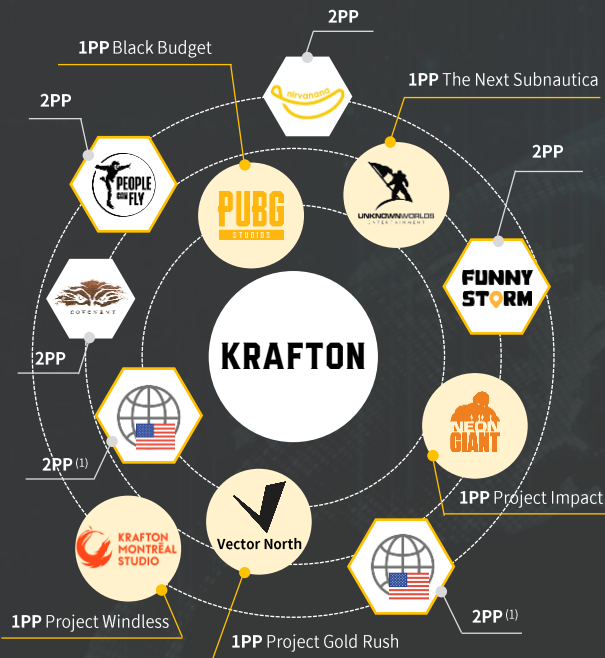 2PP
1PP Black Budget
1PP The Next Subnautica
nirvanana
2PP
2PP
PEOPLE
CAN
FLY
PUBG
STUDIOS
UNKNOWNWORLDS
ENTERTAINMENT
FUNNY
STORM
COVENANT
KRAFTON
2PP
NEON
GIANT
2PP (1)
1PP Project Impact
KRAFTON
MONTRÉAL
STUDIO
Vector North
1PP Project Windless
2PP (1)
1PP Project Gold Rush